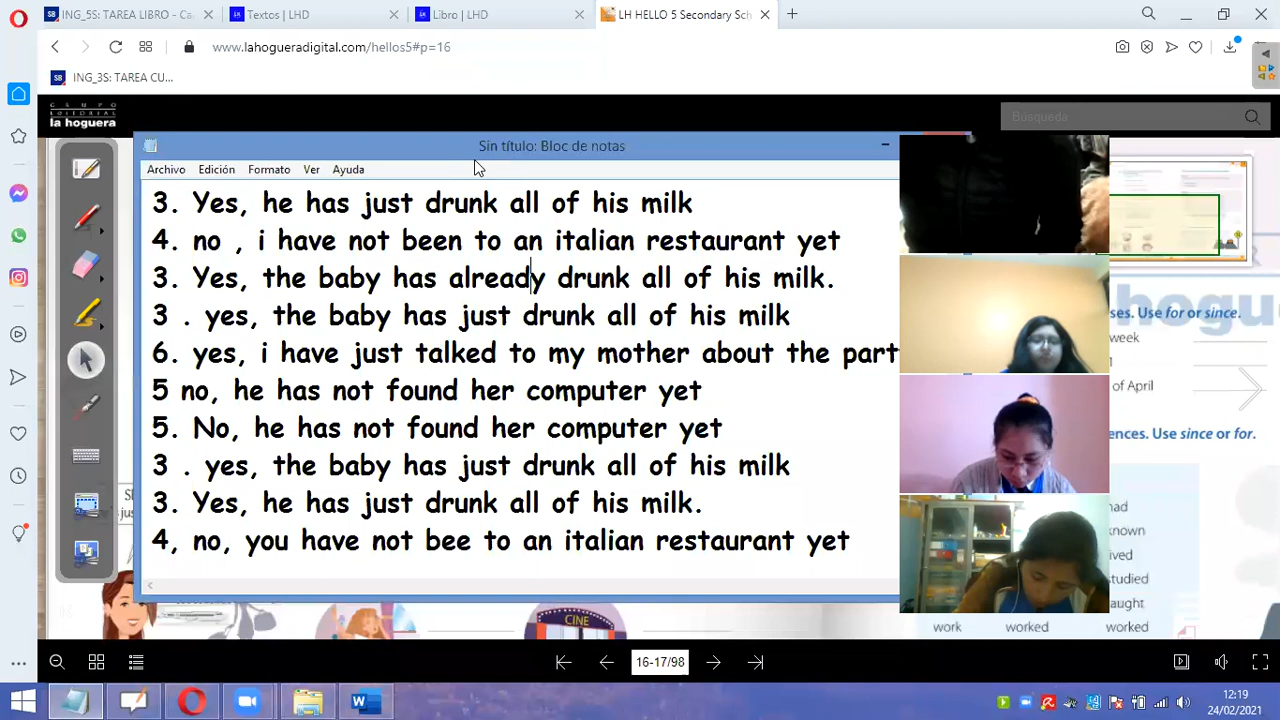 ING_5S: TAREA LIBRO - Ca
Textos | LHD
Libro | LHD
LH HELLO 5 Secondary Sch
www.lahogueradigital.com/hellos5#p=16
ING_3S: TAREA CU...
GRUPO
EDITORIAL
la hoguera
Búsqueda
Sin título: Bloc de notas
Archivo Edición Formato Ver Ayuda
3. Yes, he has just drunk all of his milk
4. no , i have not been to an italian restaurant yet
3. Yes, the baby has already drunk all of his milk.
3 . yes, the baby has just drunk all of his milk
6. yes, i have just talked to my mother about the part
5 no, he has not found her computer yet
5. No, he has not found her computer yet
3 . yes, the baby has just drunk all of his milk
3. Yes, he has just drunk all of his milk.
4, no, you have not bee to an italian restaurant yet
hogu
ses. Use for or since.
week
of April
ences. Use since or for.
had
known
ived
studied
aught
work worked worked
CINE
16-17/98
12:19
24/02/2021